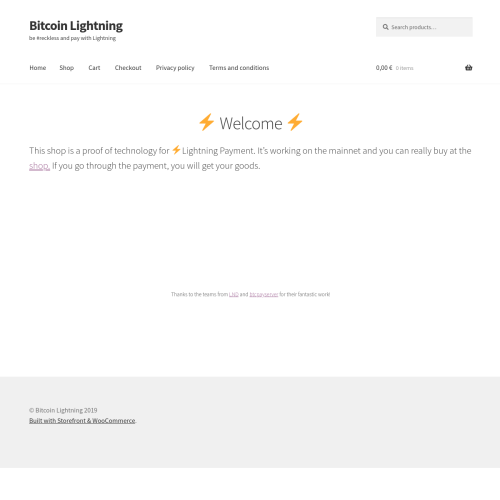 Bitcoin Lightning
be #reckless and pay with Lightning
Search products…
Home Shop Cart Checkout Privacy policy Terms and conditions 0,00 € 0 items
⚡ Welcome ⚡
This shop is a proof of technology for ⚡Lightning Payment. It's working on the mainnet and you can really buy at the
shop. If you go through the payment, you will get your goods.
Thanks to the teams from LND and btcpayserver for their fantastic work!
© Bitcoin Lightning 2019
Built with Storefront & WooCommerce.